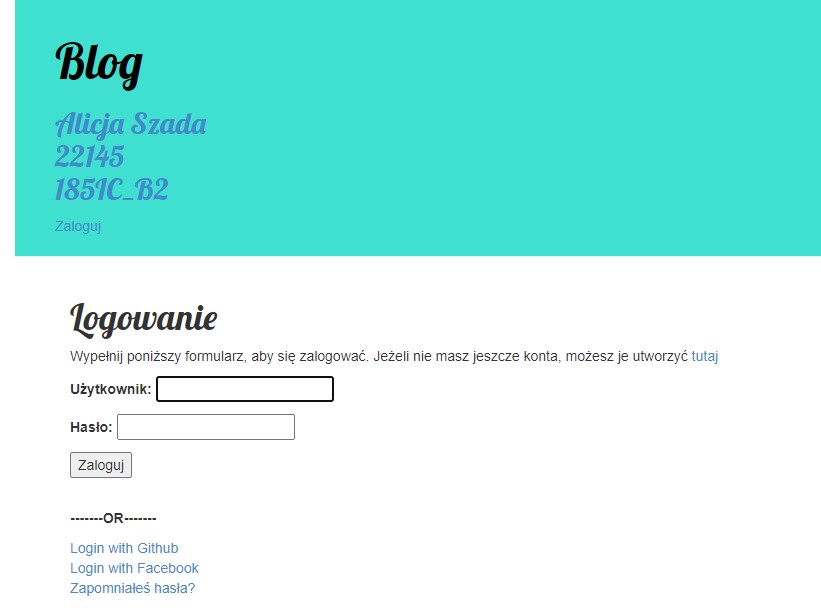 Blog
Alicja Szada
22145
185IC_B2
Zaloguj
Logowanie
Wypełnij poniższy formularz, aby się zalogować. Jeżeli nie masz jeszcze konta, możesz je utworzyć tutaj
Użytkownik:
Hasło:
Zaloguj
-------OR-------
Login with Github
Login with Facebook
Zapomniałeś hasła?